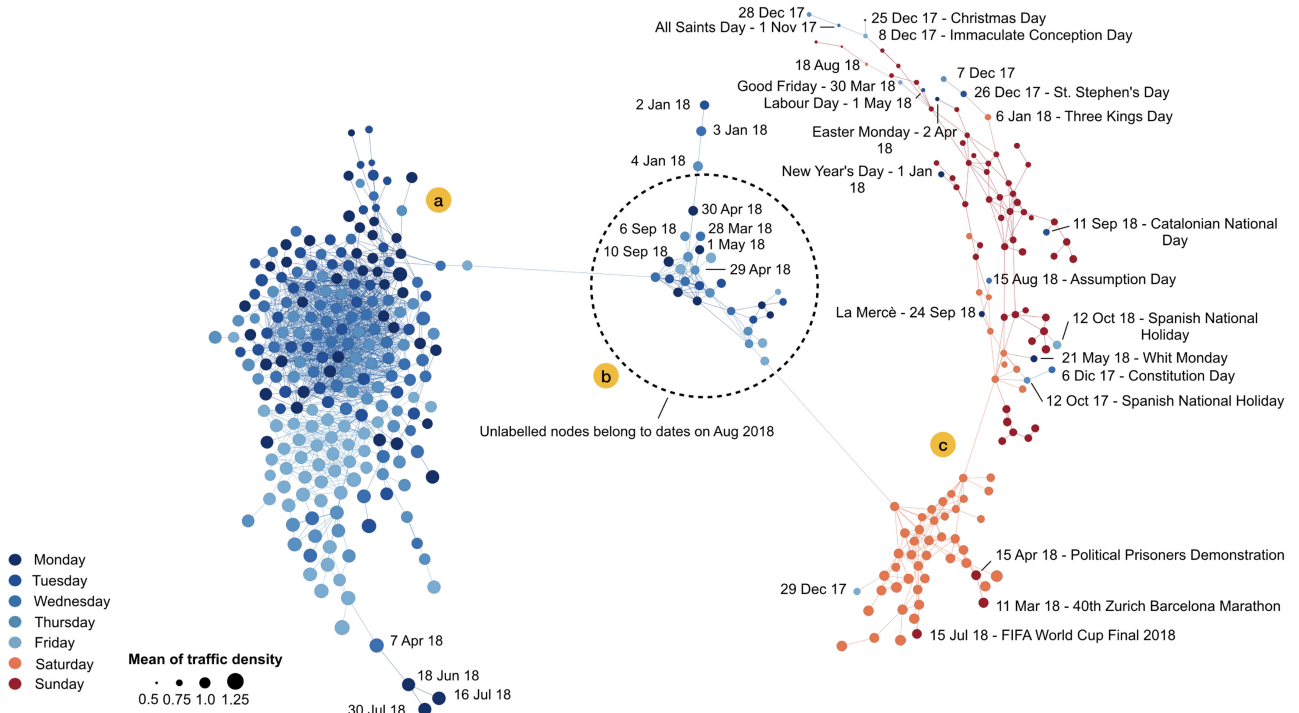 28 Dec 17
25 Dec 17 - Christmas Day
All Saints Day - 1 Nov 17
8 Dec 17 - Immaculate Conception Day
18 Aug 18
7 Dec 17
Good Friday - 30 Mar 18
26 Dec 17 - St. Stephen's Day
Labour Day - 1 May 18
6 Jan 18 - Three Kings Day
Easter Monday - 2 Apr
18
New Year's Day - 1 Jan
18
2 Jan 18
3 Jan 18
4 Jan 18
a
30 Apr 18
6 Sep 18
28 Mar 18
10 Sep 18
1 May 18
29 Apr 18
11 Sep 18 - Catalonian National
Day
15 Aug 18 - Assumption Day
La Mercè - 24 Sep 18
12 Oct 18 - Spanish National
Holiday
21 May 18 - Whit Monday
6 Dic 17 - Constitution Day
12 Oct 17 - Spanish National Holiday
b
Unlabelled nodes belong to dates on Aug 2018
c
15 Apr 18 - Political Prisoners Demonstration
29 Dec 17
11 Mar 18 - 40th Zurich Barcelona Marathon
15 Jul 18 - FIFA World Cup Final 2018
7 Apr 18
18 Jun 18
16 Jul 18
30 Jul 18
Monday
Tuesday
Wednesday
Thursday
Friday
Saturday
Sunday
Mean of traffic density
0.5 0.75 1.0 1.25